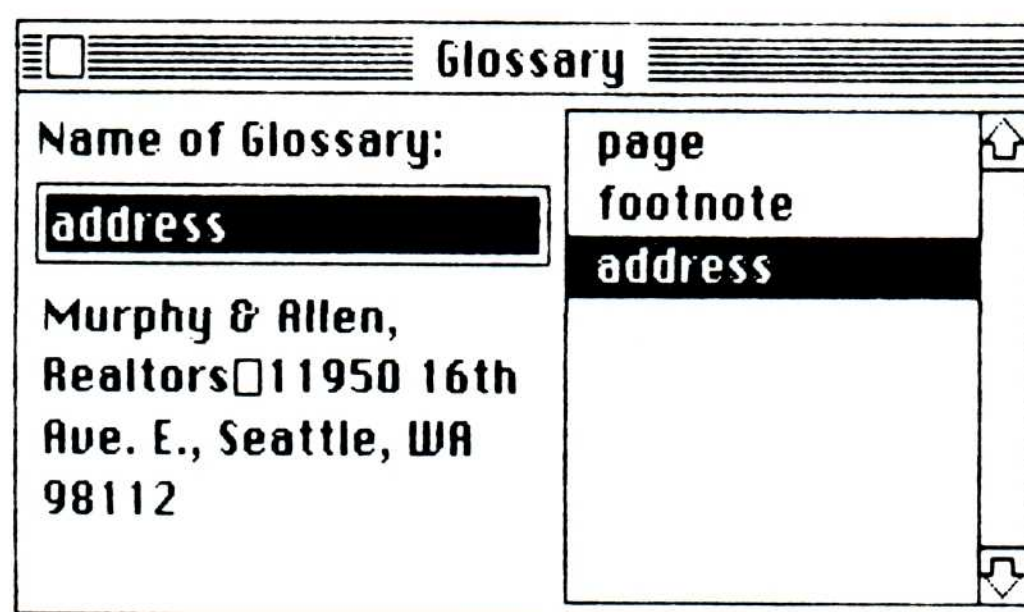 Glossary
Name of Glossary:
address
Murphy & Allen,
Realtors□11950 16th
Ave. E., Seattle, WA
98112
page
footnote
address